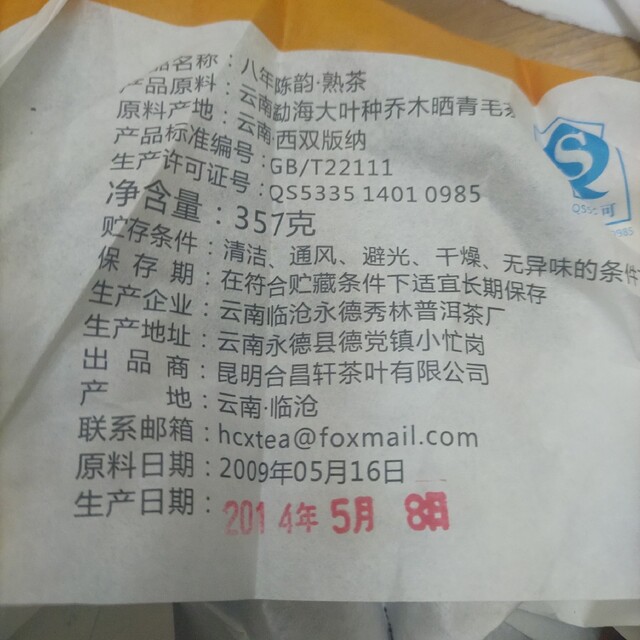 品名称：八年陈韵·熟茶
产品原料：云南勐海大叶种乔木晒青毛
原料产地：云南西双版纳
产品标准编号：GB/T22111
生产许可证号：QS5335 1401 0985
净含量：357克
贮存条件：清洁、通风、避光、干燥、无异味的条件
保存期：在符合贮藏条件下适宜长期保存
生产企业：云南临沧永德秀林普洱茶厂
生产地址：云南永德县德党镇小忙岗
出品商：昆明合昌轩茶叶有限公司
产地：云南·临沧
联系邮箱：hcxtea@foxmail.com
原料日期：2009年05月16日
生产日期：2014年5月8日